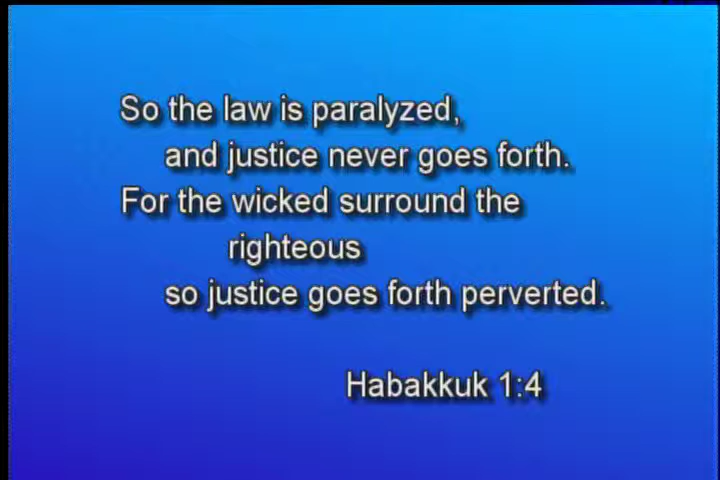 So the law is paralyzed,
and justice never goes forth.
For the wicked surround the
righteous
so justice goes forth perverted.
Habakkuk 1:4